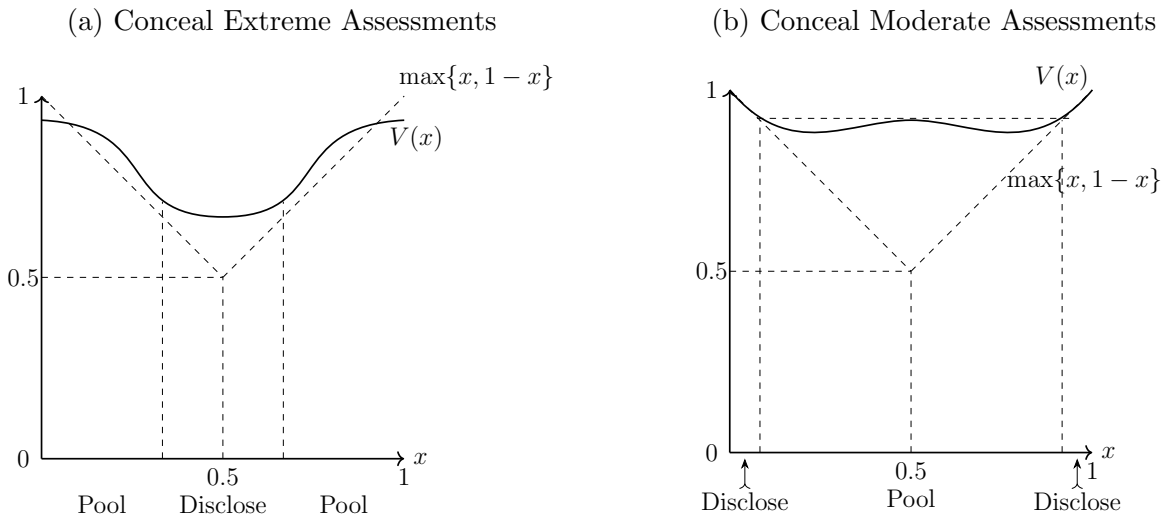 (a) Conceal Extreme Assessments
max{x, 1 − x}
1
V(x)
0.5
0
x
0.5
1
Pool
Disclose
Pool
(b) Conceal Moderate Assessments
V(x)
1
max{x, 1 − x}
0.5
0
x
0.5
1
Disclose
Pool
Disclose